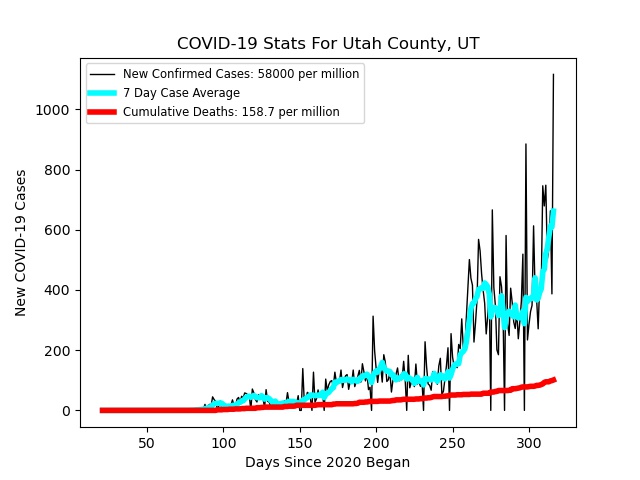 COVID-19 Stats For Utah County, UT
New Confirmed Cases: 58000 per million
7 Day Case Average
Cumulative Deaths: 158.7 per million
New COVID-19 Cases
1000
800
600
400
200
0
50 100 150 200 250 300
Days Since 2020 Began